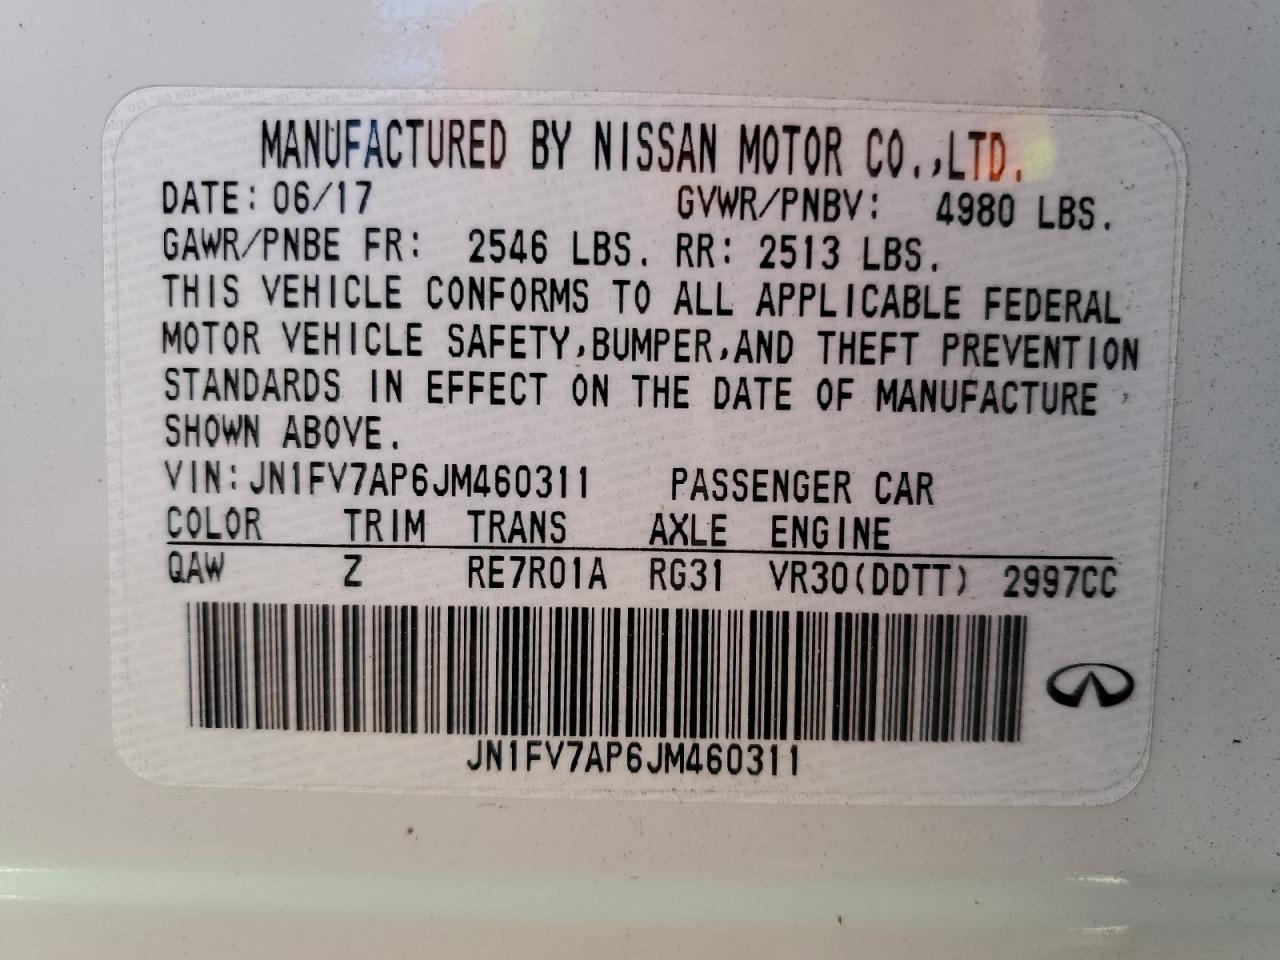 MANUFACTURED BY NISSAN MOTOR CO.,LTD.
DATE: 06/17 GVWR/PNBV: 4980 LBS.
GAWR/PNBE FR: 2546 LBS. RR: 2513 LBS.
THIS VEHICLE CONFORMS TO ALL APPLICABLE FEDERAL
MOTOR VEHICLE SAFETY,BUMPER,AND THEFT PREVENTION
STANDARDS IN EFFECT ON THE DATE OF MANUFACTURE
SHOWN ABOVE.
VIN:JN1FV7AP6JM460311 PASSENGER CAR
COLOR TRIM TRANS AXLE ENGINE
QAW Z RE7R01A RG31 VR30(DDTT) 2997CC
JN1FV7AP6JM460311